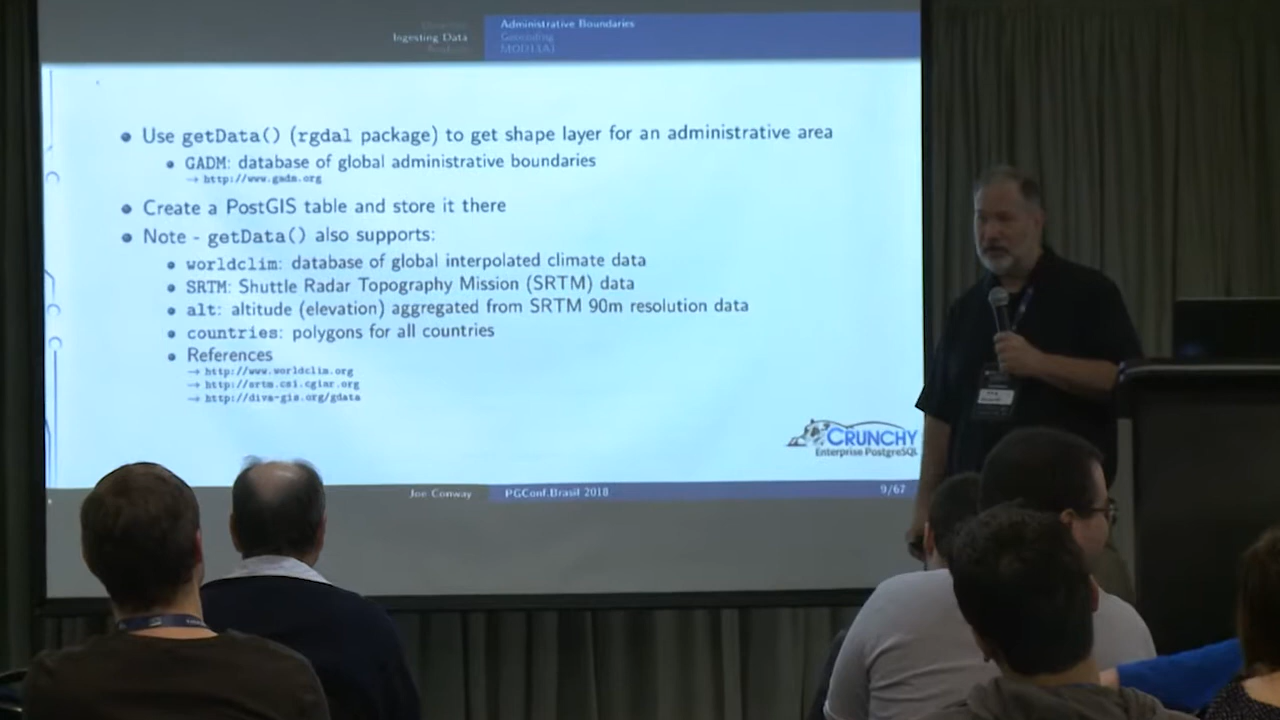 Administrative Boundaries
Ingesting Data
Geocoding
MOD13A1
Use getData() (rgdal package) to get shape layer for an administrative area
GADM: database of global administrative boundaries
→ http://www.gadm.org
Create a PostGIS table and store it there
Note - getData() also supports:
worldclim: database of global interpolated climate data
SRTM: Shuttle Radar Topography Mission (SRTM) data
alt: altitude (elevation) aggregated from SRTM 90m resolution data
countries: polygons for all countries
References
→ http://www.worldclim.org
→ http://srtm.csi.cgiar.org
→ http://diva-gis.org/gdata
CRUNCHY
Enterprise PostgreSQL
Joe Conway PGConf.Brasil 2018 9/67